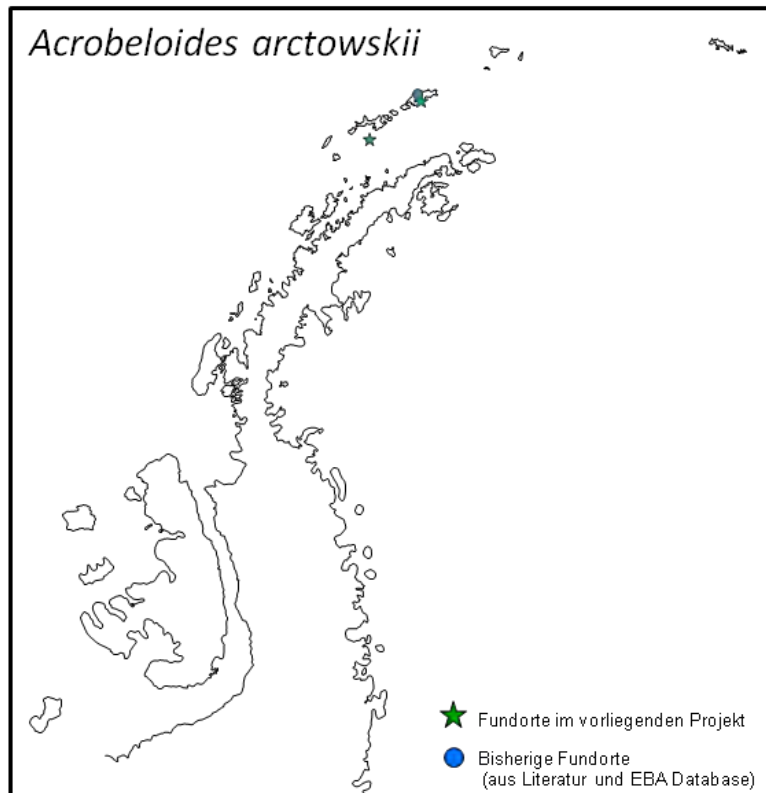 Acrobeloides arctowskii
Fundorte im vorliegenden Projekt
Bisherige Fundorte
(aus Literatur und EBA Database)